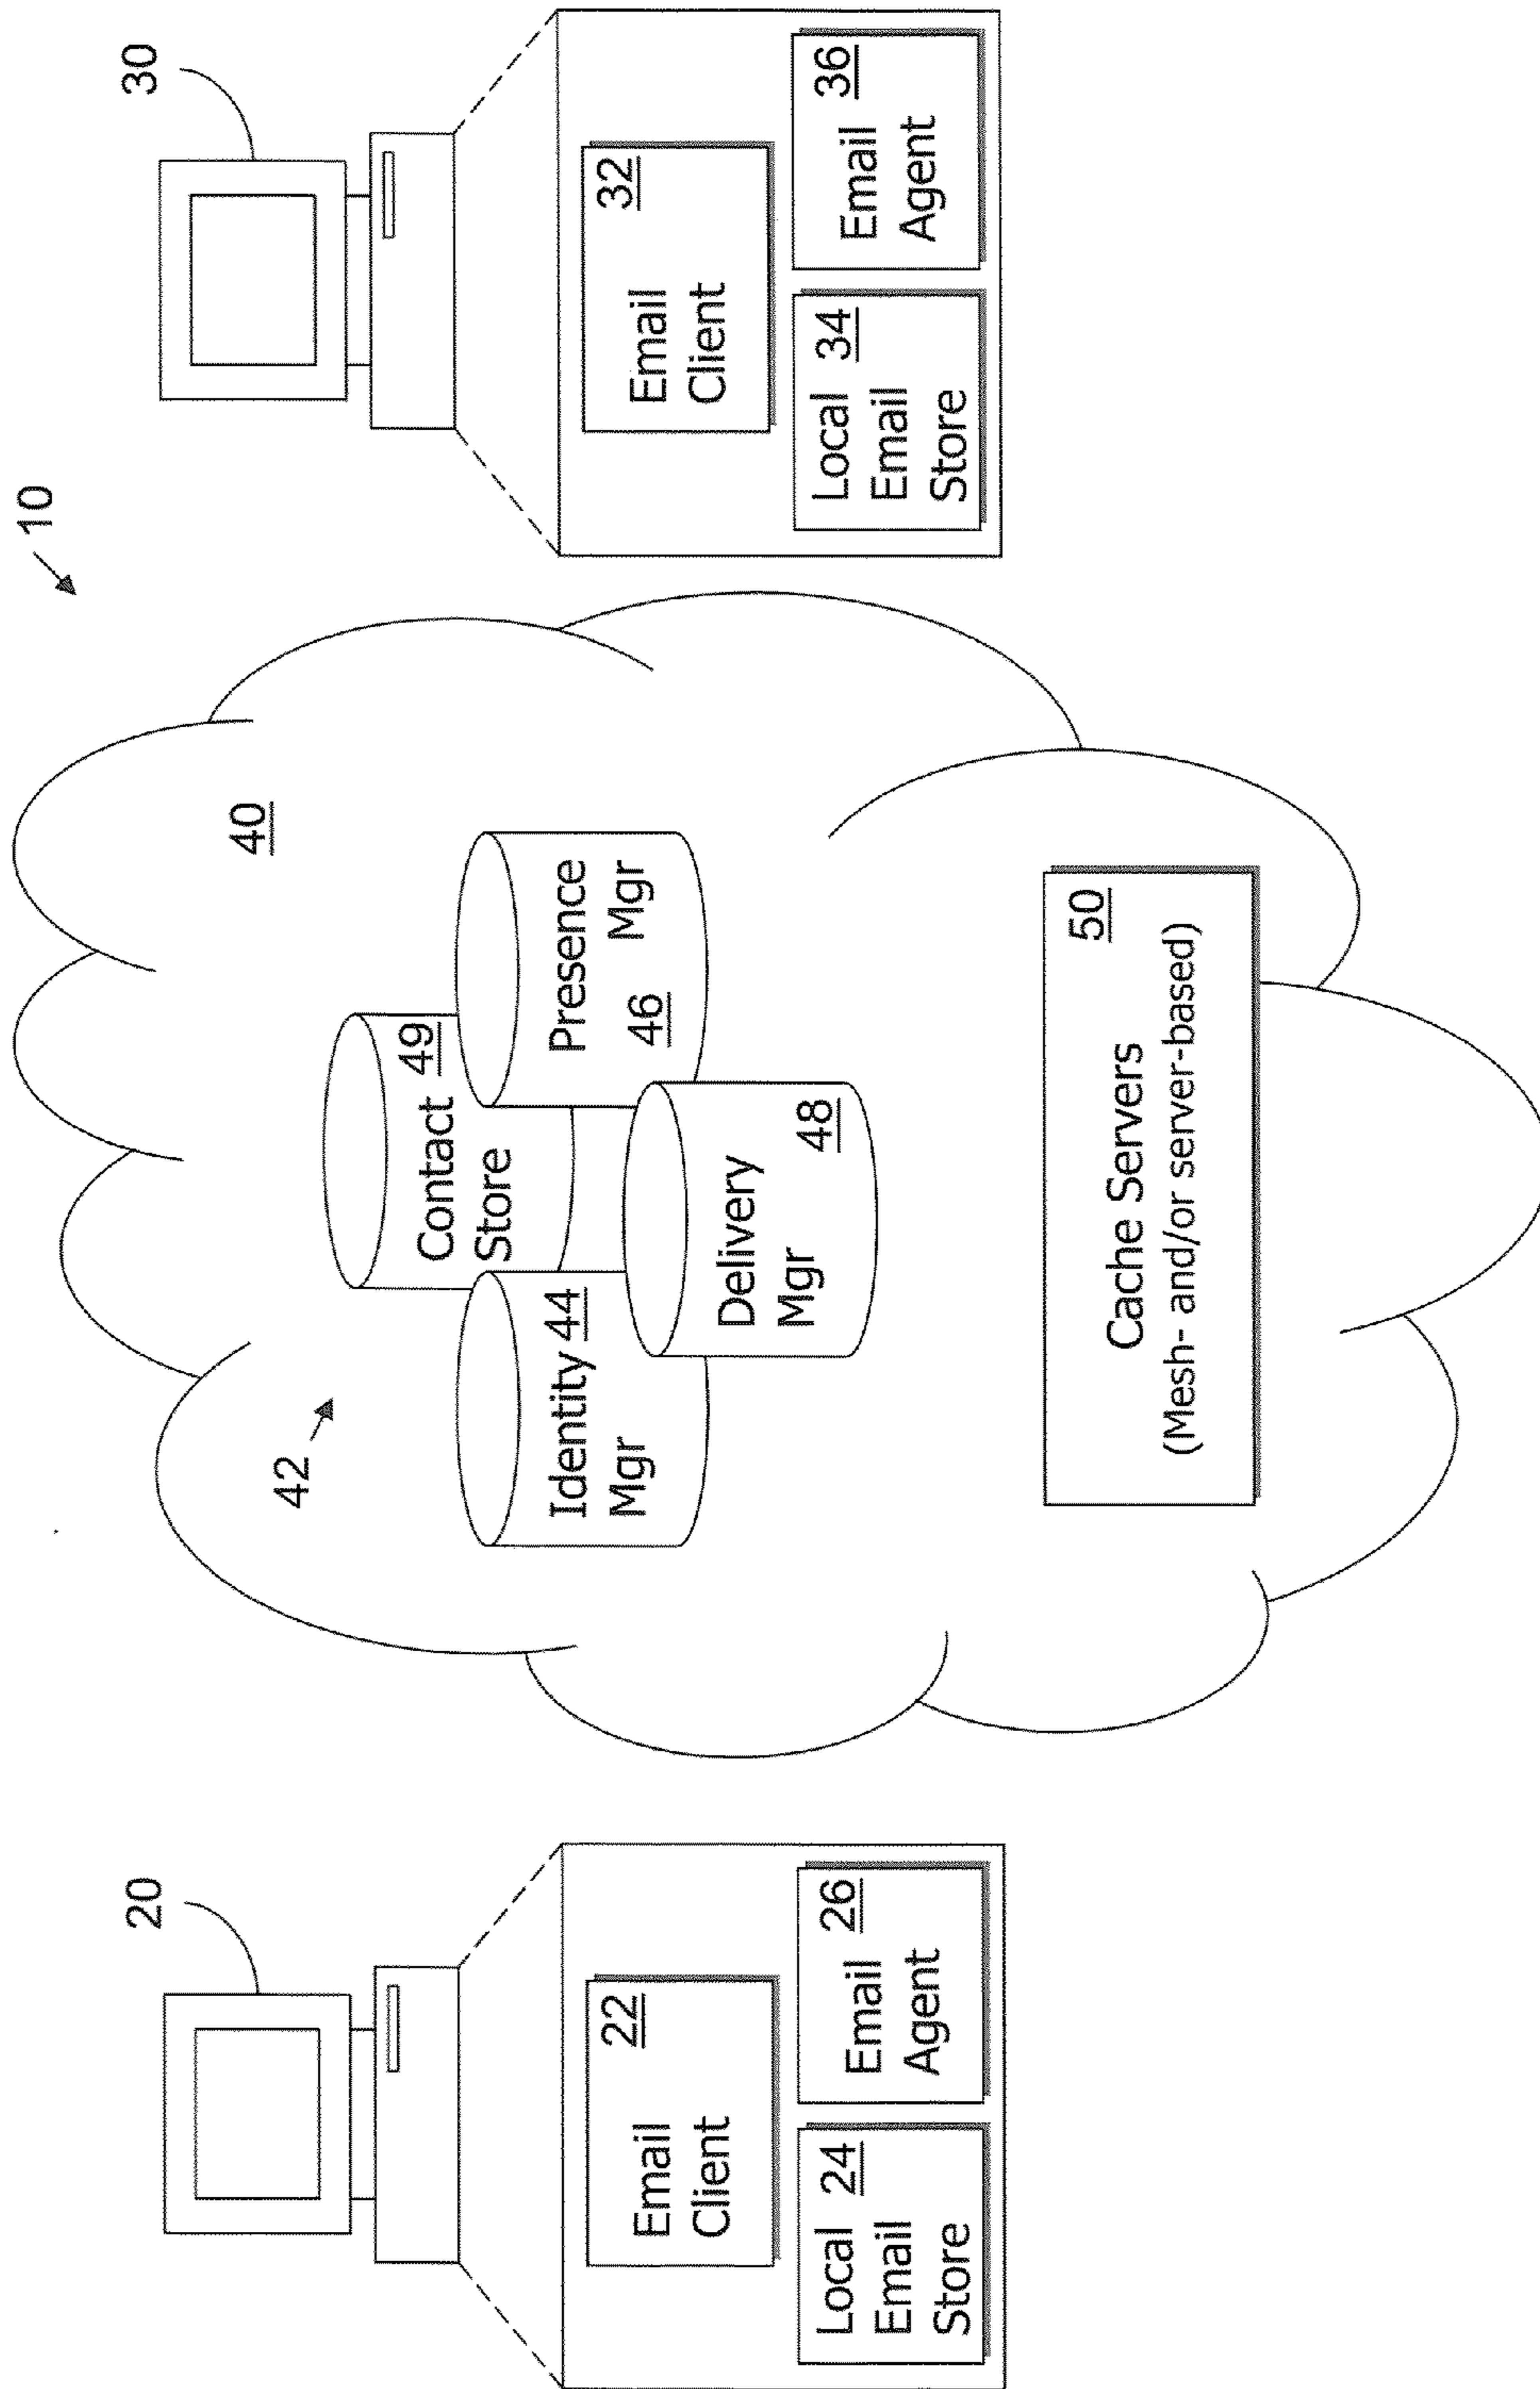 10
20
Email
Client
22
Local
Email
Store
24
Email
Agent
26
42
40
Contact
Store
49
Identity
Mgr
44
Presence
Mgr
46
Delivery
Mgr
48
50
Cache Servers
(Mesh- and/or server-based)
30
Email
Client
32
Local
Email
Store
34
Email
Agent
36